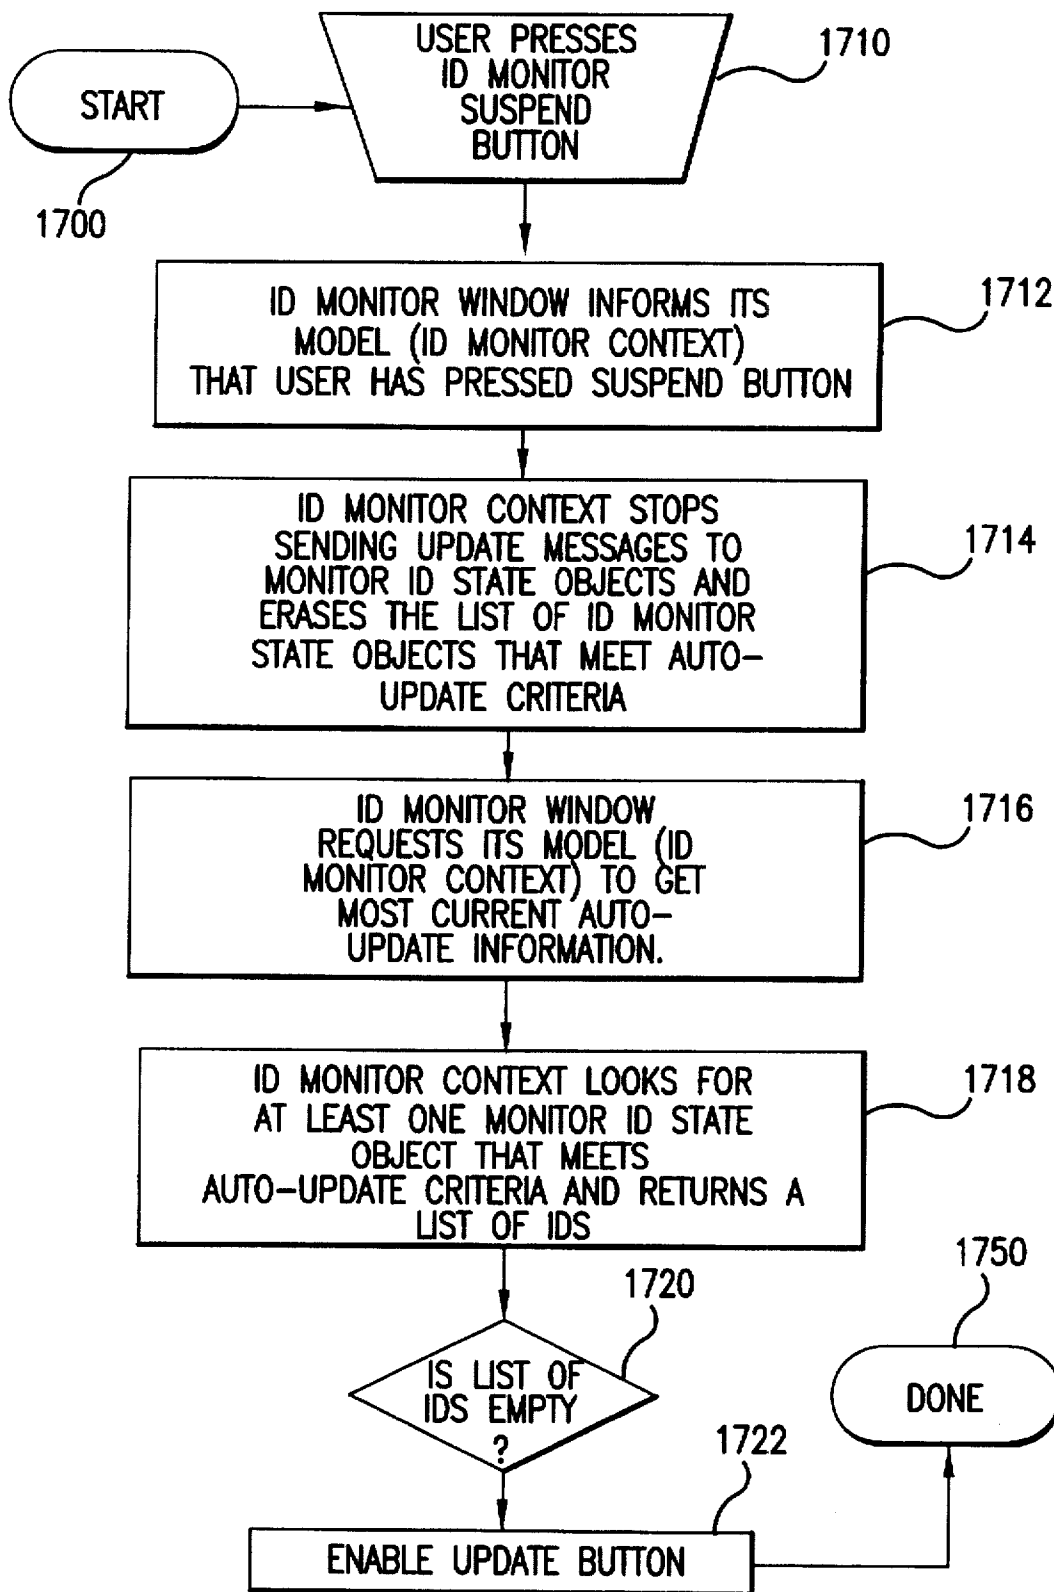 START
1700
USER PRESSES
ID MONITOR
SUSPEND
BUTTON
1710
ID MONITOR WINDOW INFORMS ITS
MODEL (ID MONITOR CONTEXT)
THAT USER HAS PRESSED SUSPEND BUTTON
1712
ID MONITOR CONTEXT STOPS
SENDING UPDATE MESSAGES TO
MONITOR ID STATE OBJECTS AND
ERASES THE LIST OF ID MONITOR
STATE OBJECTS THAT MEET AUTO-
UPDATE CRITERIA
1714
ID MONITOR WINDOW
REQUESTS ITS MODEL (ID
MONITOR CONTEXT) TO GET
MOST CURRENT AUTO-
UPDATE INFORMATION.
1716
ID MONITOR CONTEXT LOOKS FOR
AT LEAST ONE MONITOR ID STATE
OBJECT THAT MEETS
AUTO-UPDATE CRITERIA AND RETURNS A
LIST OF IDS
1718
IS LIST OF
IDS EMPTY
?
1720
ENABLE UPDATE BUTTON
1722
DONE
1750